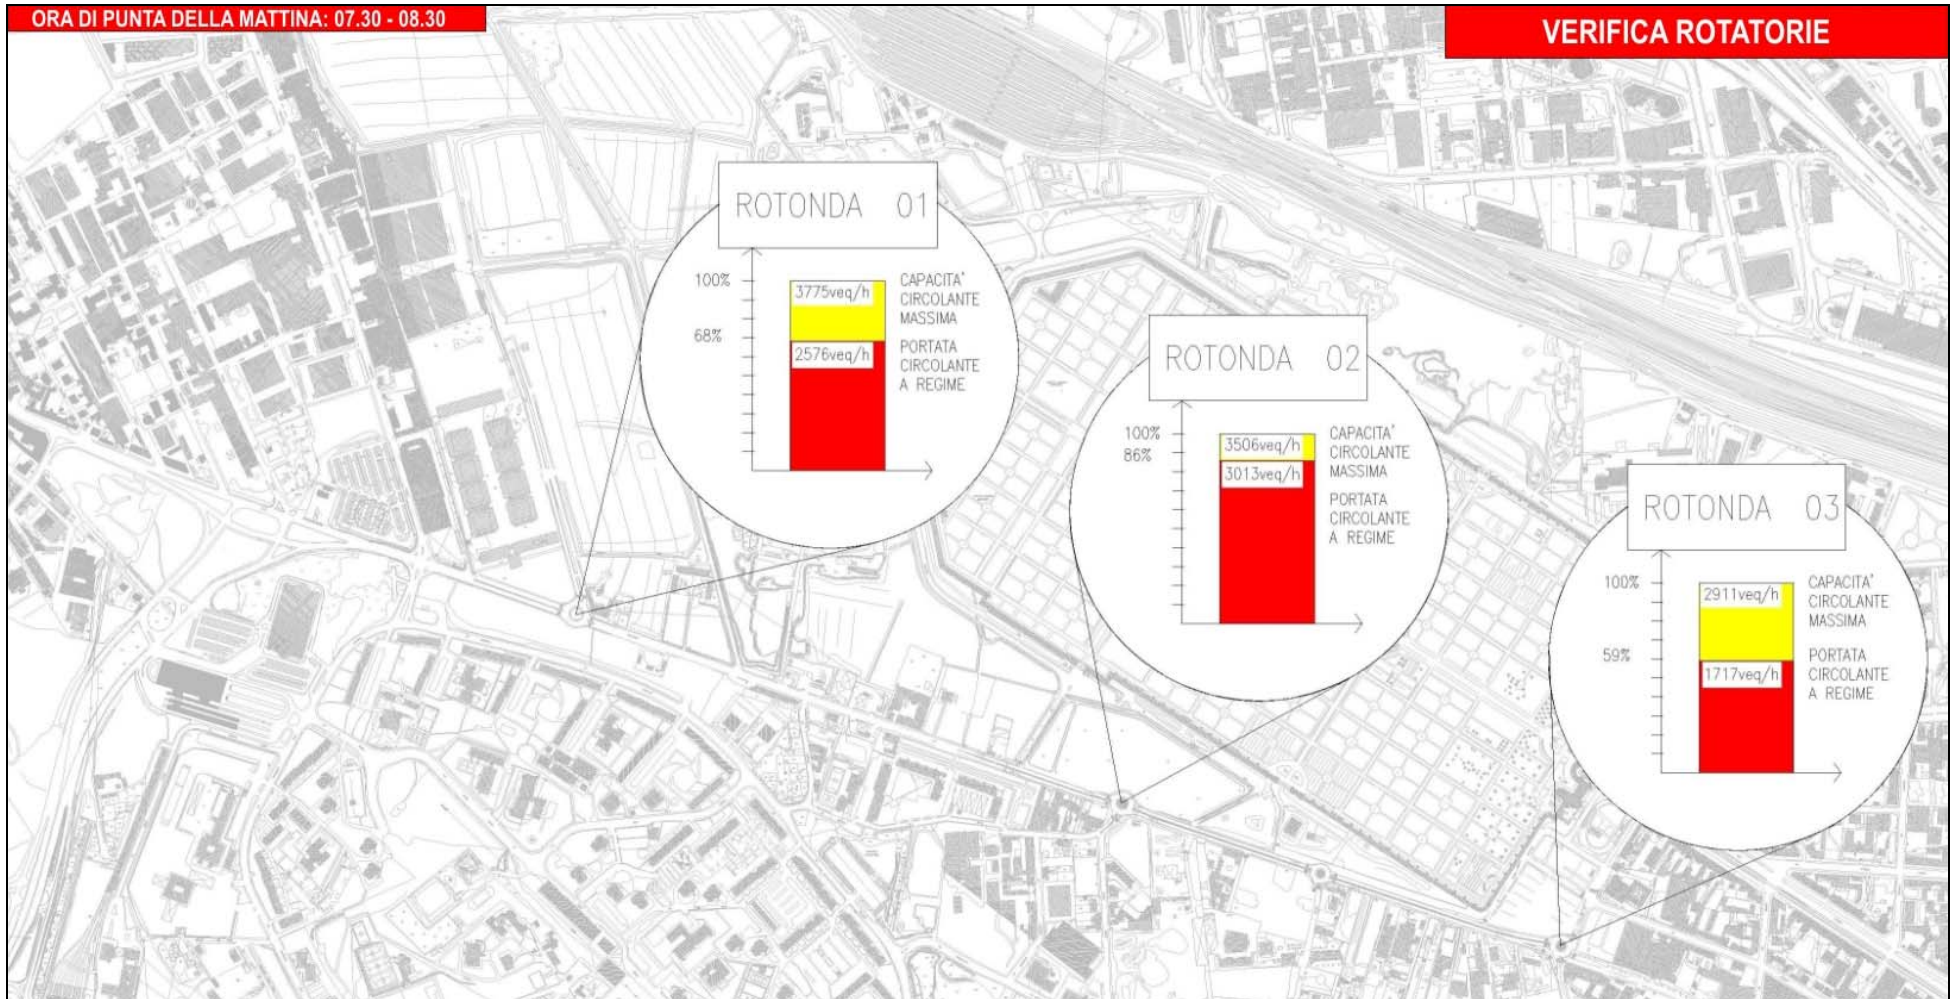 ORA DI PUNTA DELLA MATTINA: 07.30 - 08.30
VERIFICA ROTATORIE
ROTONDA 01
100%
68%
3775veq/h
2576veq/h
CAPACITA'
CIRCOLANTE
MASSIMA
PORTATA
CIRCOLANTE
A REGIME
ROTONDA 02
100%
86%
3506veq/h
3013veq/h
CAPACITA'
CIRCOLANTE
MASSIMA
PORTATA
CIRCOLANTE
A REGIME
ROTONDA 03
100%
59%
2911veq/h
1717veq/h
CAPACITA'
CIRCOLANTE
MASSIMA
PORTATA
CIRCOLANTE
A REGIME